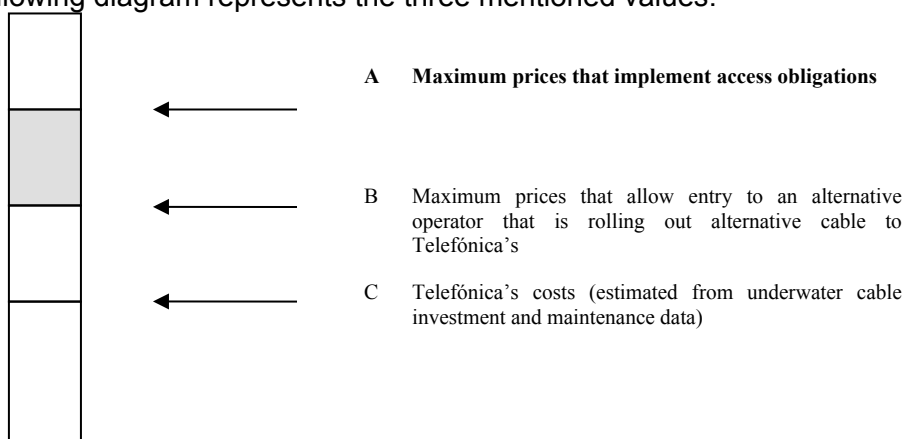 lowing diagram represents the three mentioned values:
A Maximum prices that implement access obligations
B Maximum prices that allow entry to an alternative
operator that is rolling out alternative cable to
Telefónica's
C Telefónica's costs (estimated from underwater cable
investment and maintenance data)